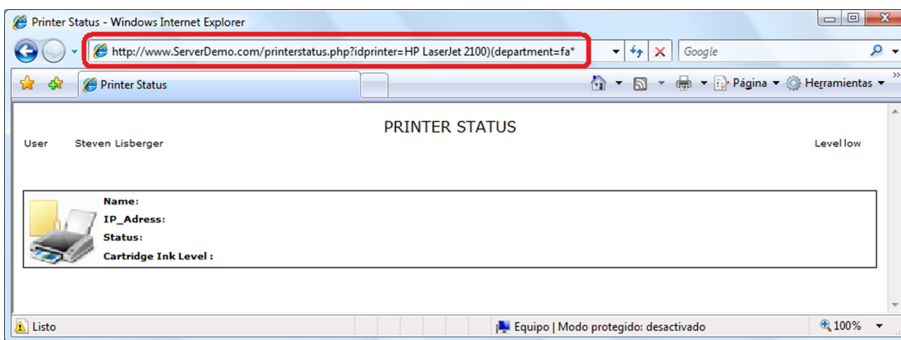 Printer Status - Windows Internet Explorer
http://www.ServerDemo.com/printerstatus.php?idprinter=HP LaserJet 2100)(department=fa*
Google
Printer Status
Página
Herramientas
PRINTER STATUS
User Steven Lisberger
Level low
Name:
IP_Adress:
Status:
Cartridge Ink Level :
Listo
Equipo | Modo protegido: desactivado
100%